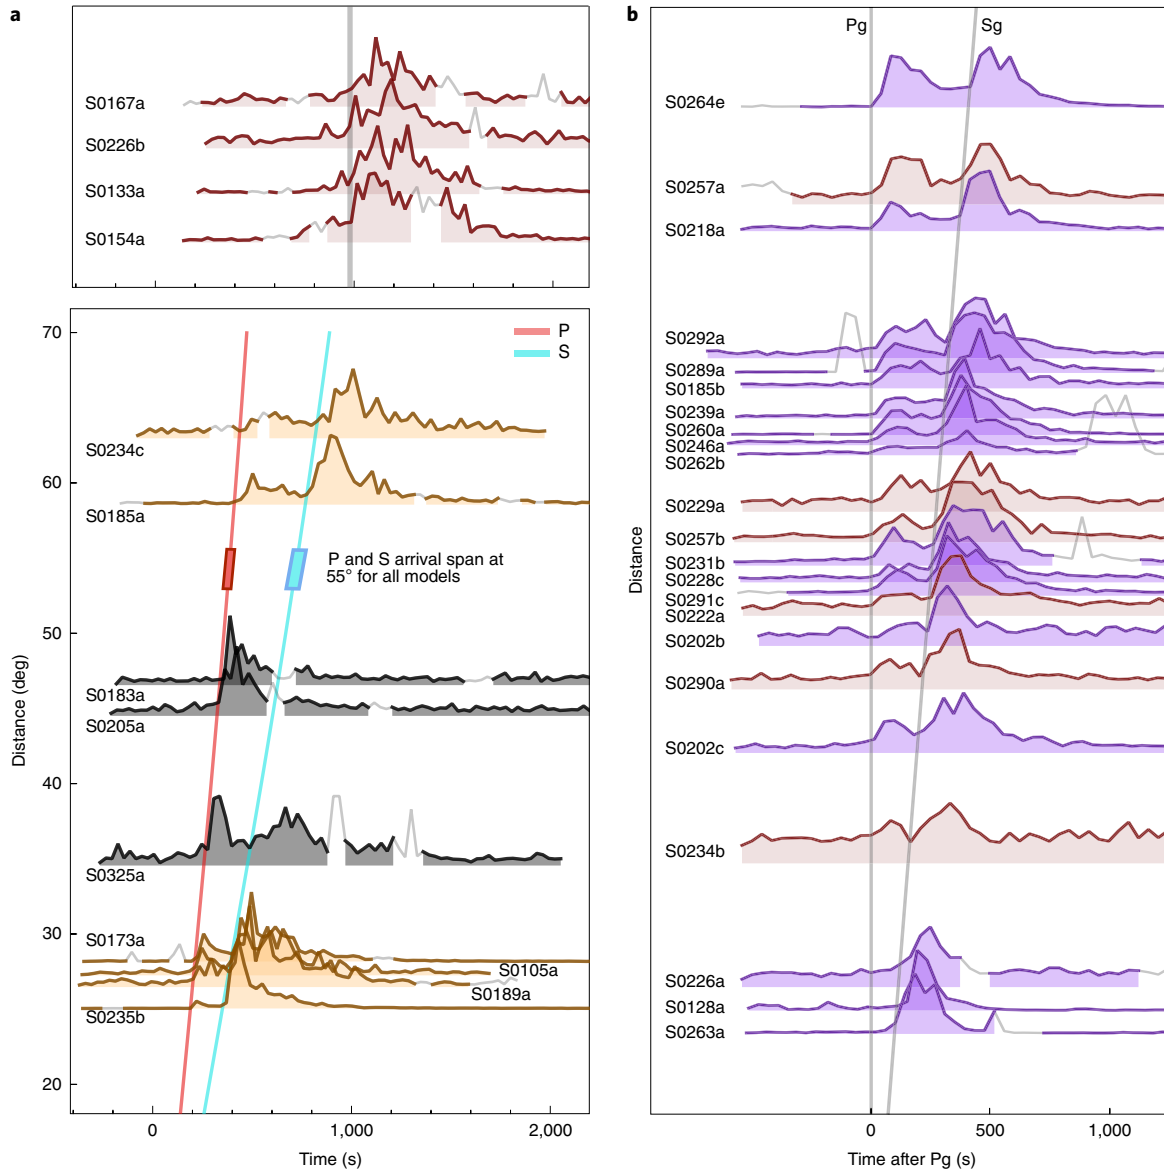 a
S0167a
S0226b
S0133a
S0154a
70
60
50
40
30
20
Distance (deg)
P
S
S0234c
S0185a
P and S arrival span at
55° for all models
S0183a
S0205a
S0325a
S0173a
S0105a
S0189a
S0235b
0
1,000
2,000
Time (s)
b
Pg
Sg
S0264e
S0257a
S0218a
S0292a
S0289a
S0185b
S0239a
S0260a
S0246a
S0262b
S0229a
S0257b
S0231b
S0228c
S0291c
S0222a
S0202b
S0290a
S0202c
S0234b
S0226a
S0128a
S0263a
Distance
0
500
1,000
Time after Pg (s)